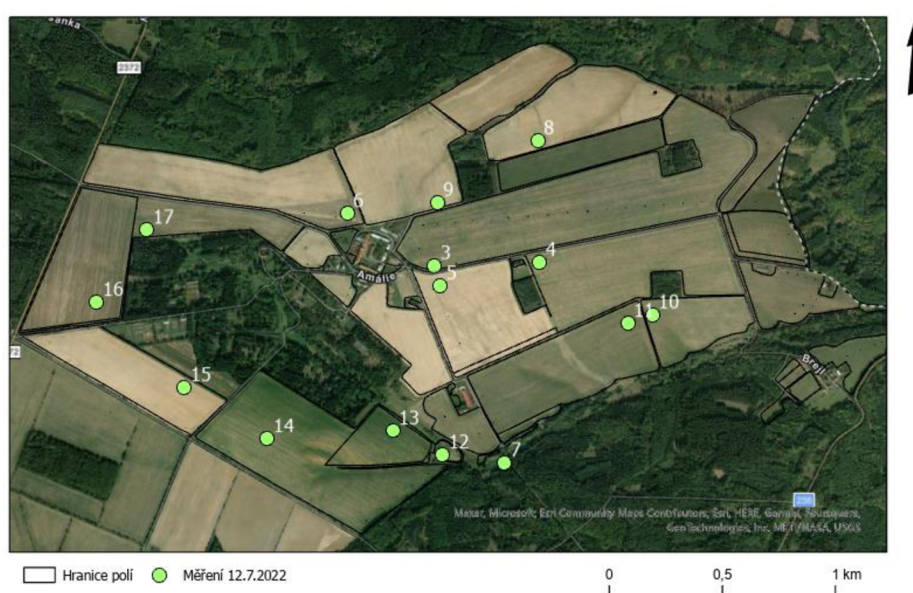 2372
8
9
6
17
3
4
5
Amálie
16
10
11
Brejl
15
13
14
12
7
236
Maxar, Microsoft, Esri Community Maps Contributors, Esri, HERE, Garmin, Foursquare,
GeoTechnologies, Inc, METI/NASA, USGS
Hranice polí
Měření 12.7.2022
0
0,5
1 km